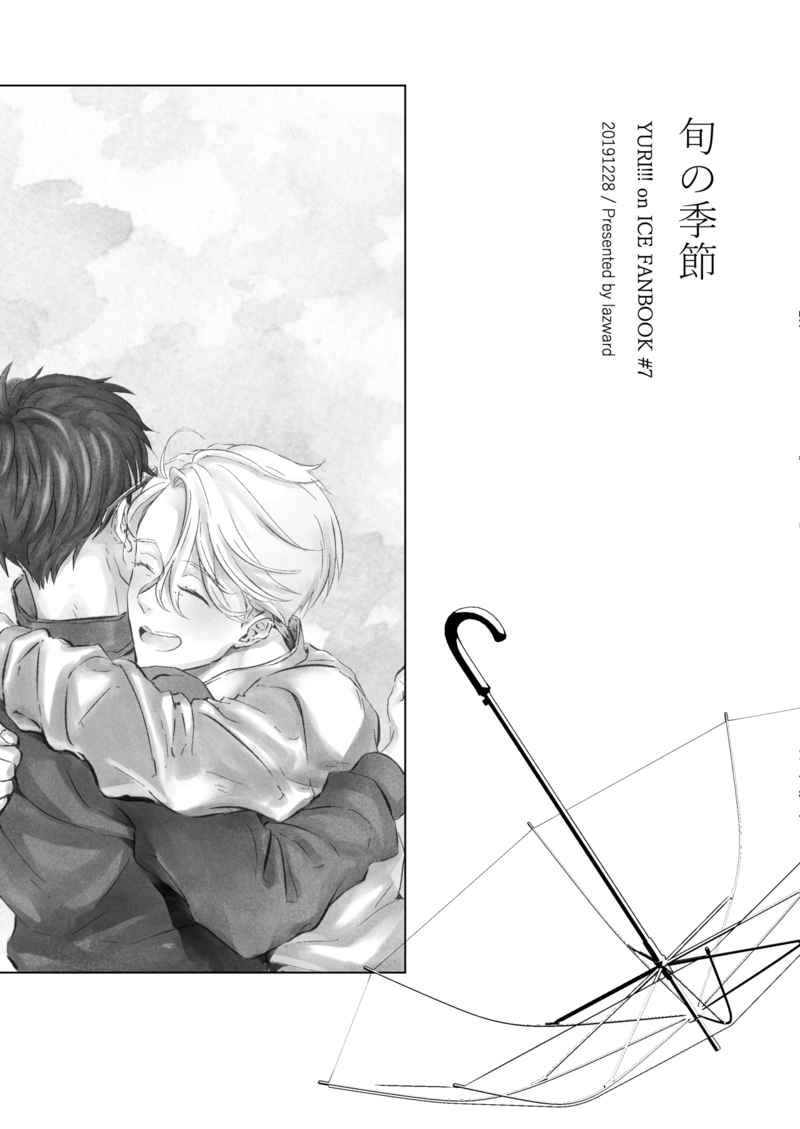 旬の季節
YURI!!! on ICE FANBOOK #7
20191228 / Presented by lazward